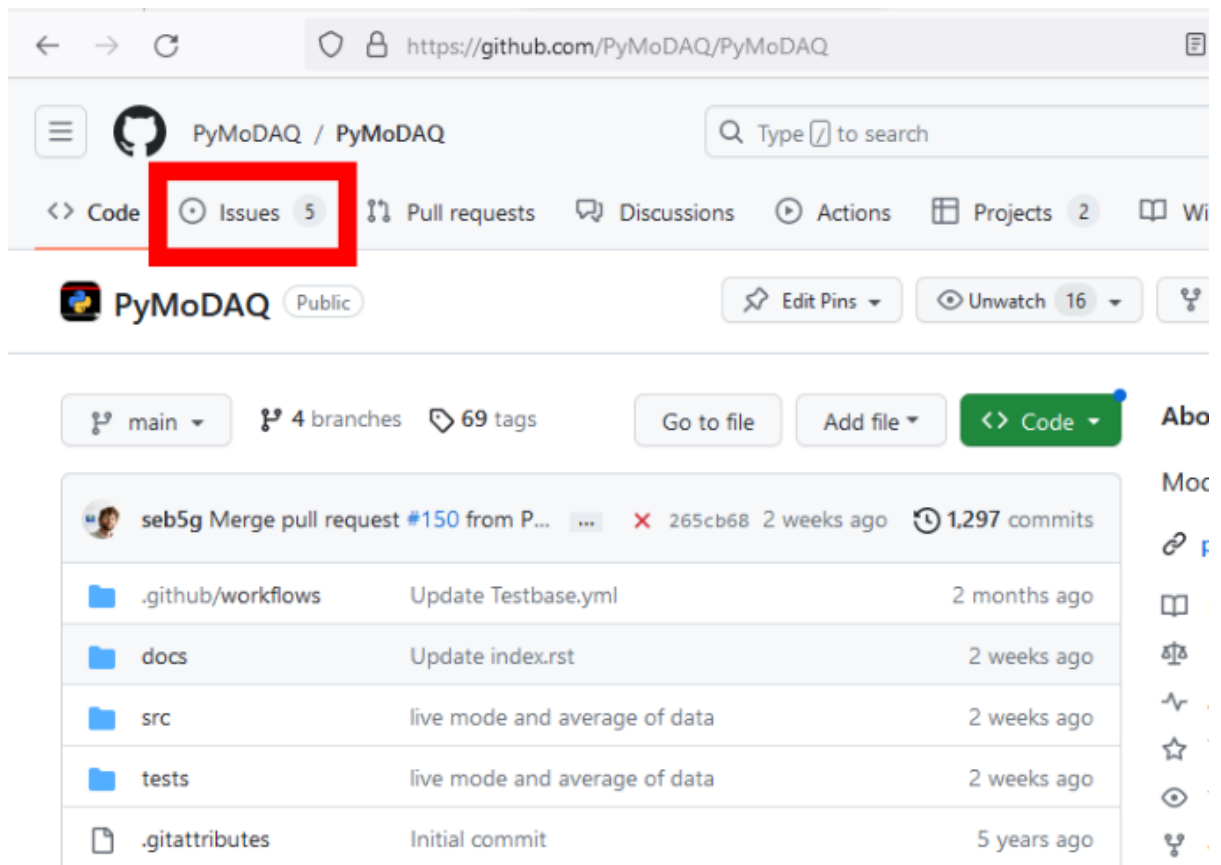 https://github.com/PyMoDAQ/PyMoDAQ
PyMoDAQ / PyMoDAQ
Type / to search
<> Code Issues 5 Pull requests Discussions Actions Projects 2 Wi
PyMoDAQ Public Edit Pins Unwatch 16
main 4 branches 69 tags Go to file Add file <> Code Abo
Mod
seb5g Merge pull request #150 from P... ... 265cb68 2 weeks ago 1,297 commits
.github/workflows Update Testbase.yml 2 months ago
docs Update index.rst 2 weeks ago
src live mode and average of data 2 weeks ago
tests live mode and average of data 2 weeks ago
.gitattributes Initial commit 5 years ago